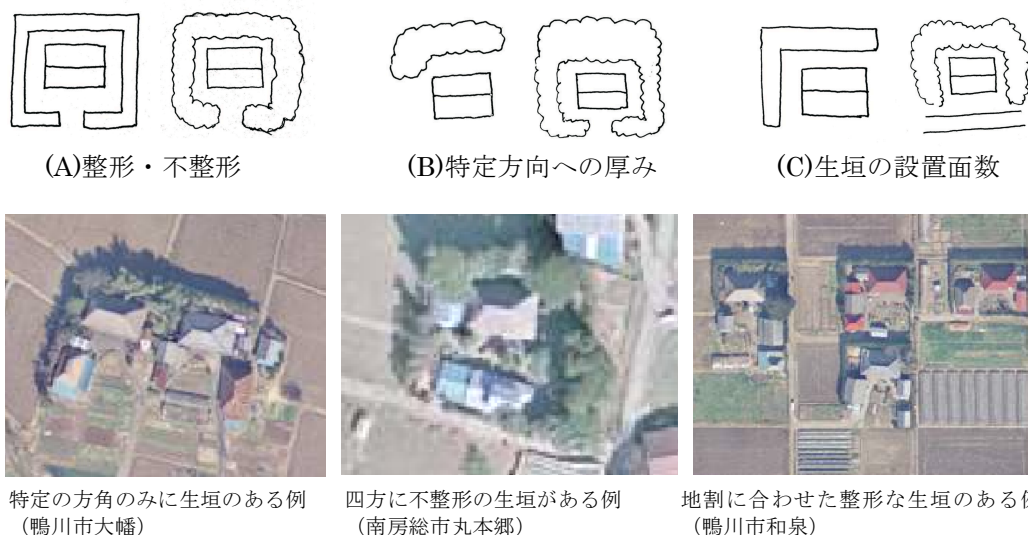 (A)整形・不整形
(B)特定方向への厚み
(C)生垣の設置面数
特定の方角のみに生垣のある例
（鴨川市大幡）
四方に不整形の生垣がある例
（南房総市丸本郷）
地割に合わせた整形な生垣のある例
（鴨川市和泉）